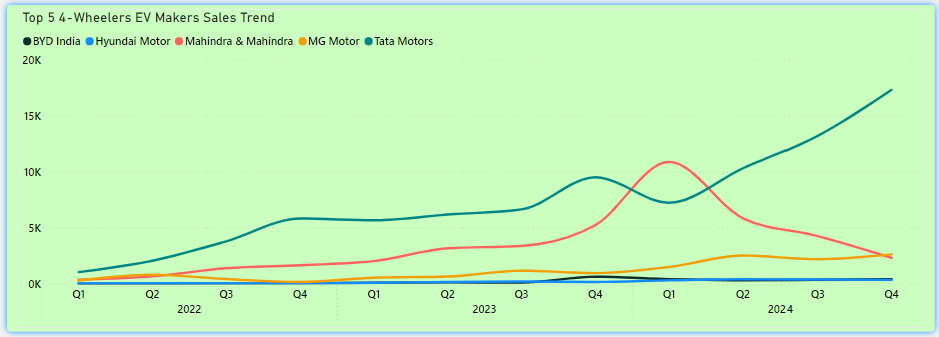 Top 5 4-Wheelers EV Makers Sales Trend
BYD India Hyundai Motor Mahindra & Mahindra MG Motor Tata Motors
20K
15K
10K
5K
0K
Q1 Q2 Q3 Q4 Q1 Q2 Q3 Q4 Q1 Q2 Q3 Q4
2022 2023 2024